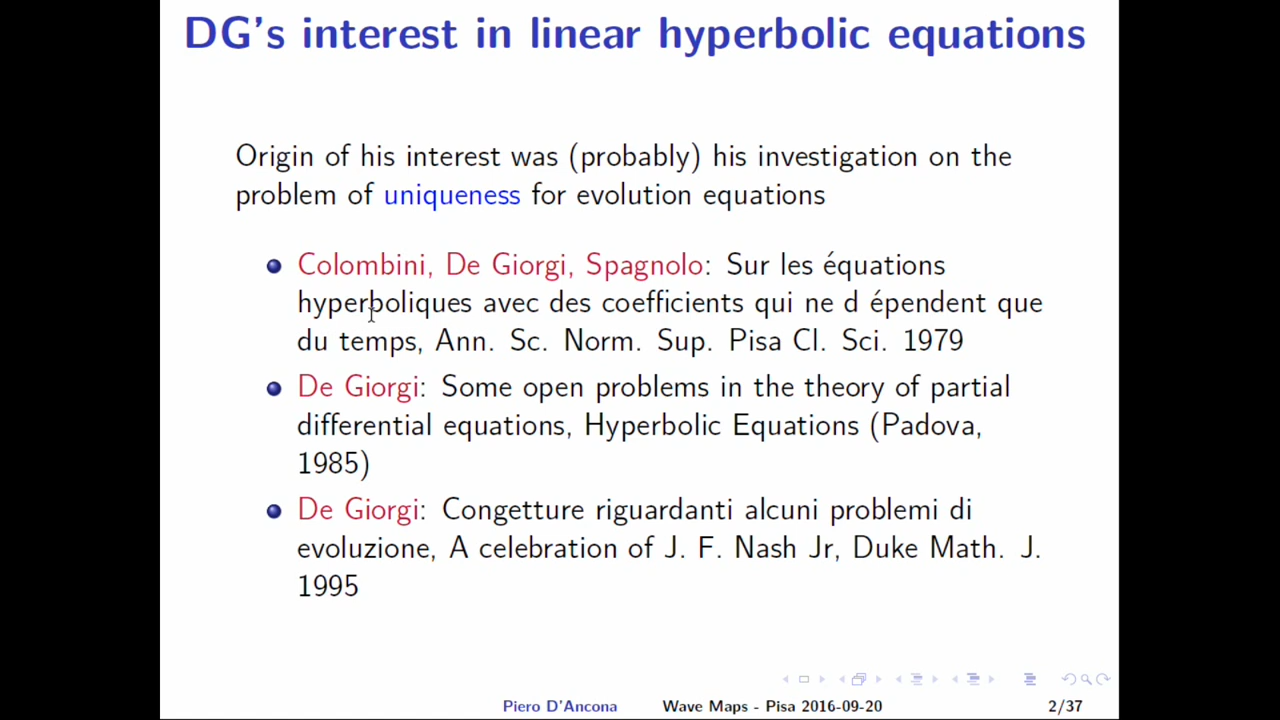 DG's interest in linear hyperbolic equations
Origin of his interest was (probably) his investigation on the
problem of uniqueness for evolution equations
Colombini, De Giorgi, Spagnolo: Sur les équations
hyperboliques avec des coefficients qui ne d épendent que
du temps, Ann. Sc. Norm. Sup. Pisa Cl. Sci. 1979
De Giorgi: Some open problems in the theory of partial
differential equations, Hyperbolic Equations (Padova,
1985)
De Giorgi: Congetture riguardanti alcuni problemi di
evoluzione, A celebration of J. F. Nash Jr, Duke Math. J.
1995
Piero D'Ancona Wave Maps - Pisa 2016-09-20 2/37